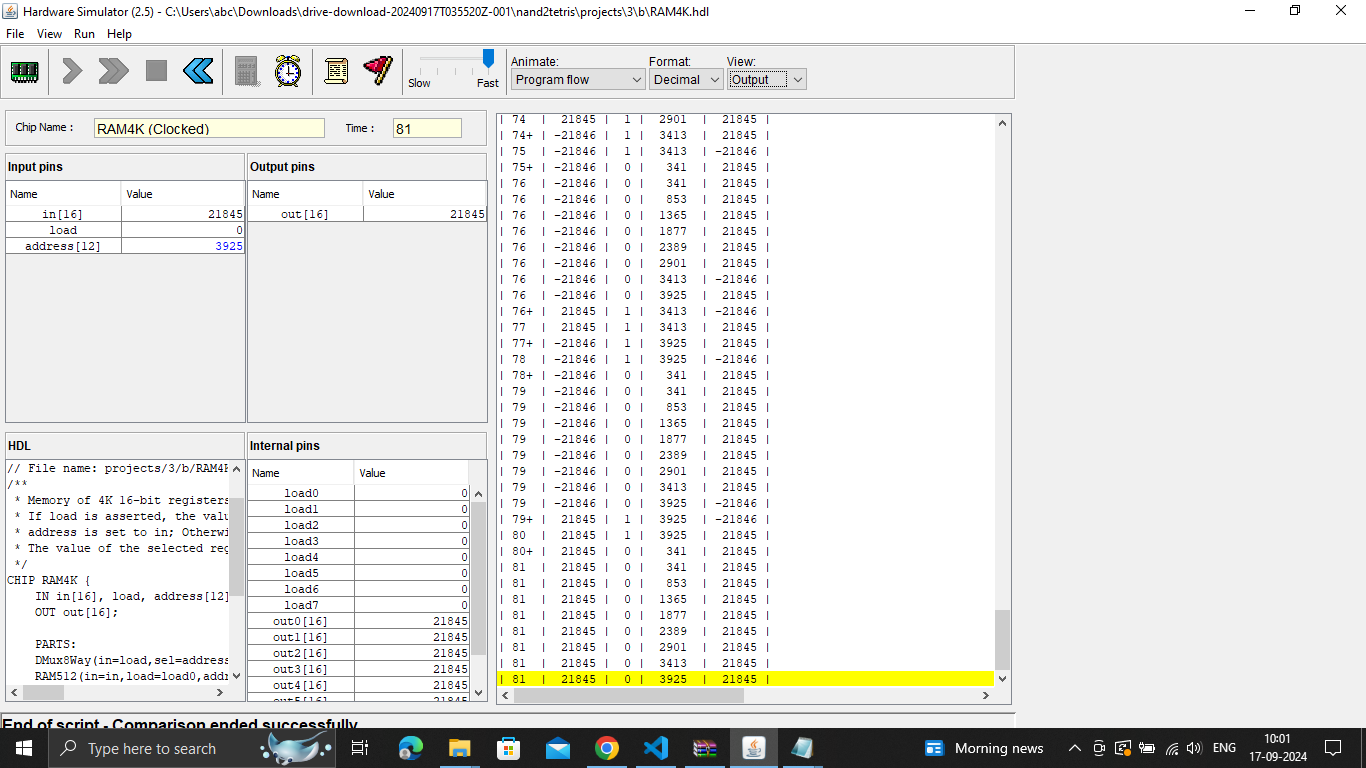 Hardware Simulator (2.5) - C:\Users\abc\Downloads\drive-download-20240917T035520Z-001\nand2tetris\projects\3\b\RAM4K.hdl
File View Run Help
Slow Fast
Animate: Format: View:
Program flow Decimal Output
Chip Name : RAM4K (Clocked) Time : 81
Input pins
Name Value
in[16] 21845
load 0
address[12] 3925
Output pins
Name Value
out[16] 21845
HDL
// File name: projects/3/b/RAM4K
/**
* Memory of 4K 16-bit registers
* If load is asserted, the valu
* address is set to in; Otherwi
* The value of the selected reg
*/
CHIP RAM4K {
IN in[16], load, address[12]
OUT out[16];
PARTS:
DMux8Way(in=load,sel=address
RAM512(in=in,load=load0,addr
Internal pins
Name Value
load0 0
load1 0
load2 0
load3 0
load4 0
load5 0
load6 0
load7 0
out0[16] 21845
out1[16] 21845
out2[16] 21845
out3[16] 21845
out4[16] 21845
out5[16] 21845
| 74 | 21845 | 1 | 2901 | 21845 |
| 74+ | -21846 | 1 | 3413 | 21845 |
| 75 | -21846 | 1 | 3413 | -21846 |
| 75+ | -21846 | 0 | 341 | 21845 |
| 76 | -21846 | 0 | 341 | 21845 |
| 76 | -21846 | 0 | 853 | 21845 |
| 76 | -21846 | 0 | 1365 | 21845 |
| 76 | -21846 | 0 | 1877 | 21845 |
| 76 | -21846 | 0 | 2389 | 21845 |
| 76 | -21846 | 0 | 2901 | 21845 |
| 76 | -21846 | 0 | 3413 | -21846 |
| 76 | -21846 | 0 | 3925 | 21845 |
| 76+ | 21845 | 1 | 3413 | -21846 |
| 77 | 21845 | 1 | 3413 | 21845 |
| 77+ | -21846 | 1 | 3925 | 21845 |
| 78 | -21846 | 1 | 3925 | -21846 |
| 78+ | -21846 | 0 | 341 | 21845 |
| 79 | -21846 | 0 | 341 | 21845 |
| 79 | -21846 | 0 | 853 | 21845 |
| 79 | -21846 | 0 | 1365 | 21845 |
| 79 | -21846 | 0 | 1877 | 21845 |
| 79 | -21846 | 0 | 2389 | 21845 |
| 79 | -21846 | 0 | 2901 | 21845 |
| 79 | -21846 | 0 | 3413 | 21845 |
| 79 | -21846 | 0 | 3925 | -21846 |
| 79+ | 21845 | 1 | 3925 | -21846 |
| 80 | 21845 | 1 | 3925 | 21845 |
| 80+ | 21845 | 0 | 341 | 21845 |
| 81 | 21845 | 0 | 341 | 21845 |
| 81 | 21845 | 0 | 853 | 21845 |
| 81 | 21845 | 0 | 1365 | 21845 |
| 81 | 21845 | 0 | 1877 | 21845 |
| 81 | 21845 | 0 | 2389 | 21845 |
| 81 | 21845 | 0 | 2901 | 21845 |
| 81 | 21845 | 0 | 3413 | 21845 |
| 81 | 21845 | 0 | 3925 | 21845 |
End of script - Comparison ended successfully
Type here to search
Morning news
ENG
10:01
17-09-2024